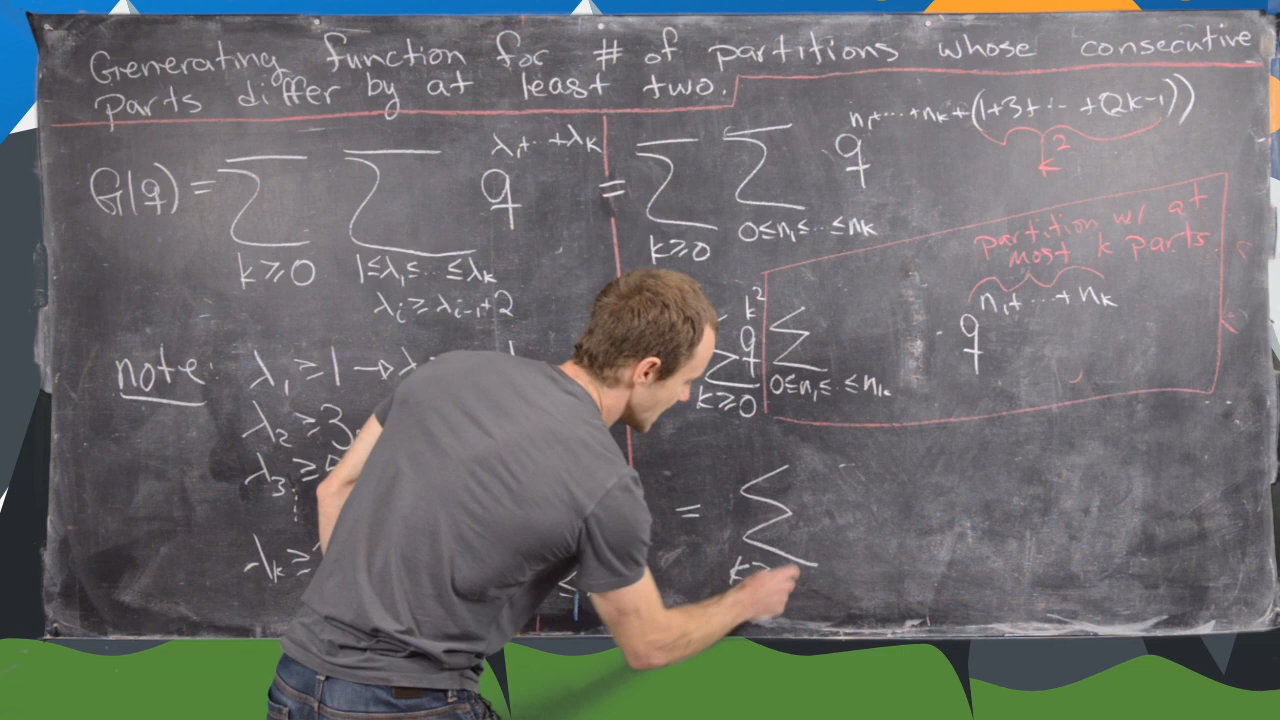 Generating function for # of partitions whose consecutive
parts differ by at least two.
G(q) = ∑ ∑ q^{λ₁+⋯+λₖ} = ∑ ∑ q^{n₁+⋯+nₖ+(1+3+⋯+(2k-1))}
k≥0 1≤λ₁≤…≤λₖ k≥0 0≤n₁≤…≤nₖ k²
λᵢ≥λᵢ₋₁+2
partition w/ at
most k parts
∑ q^{k²} ∑ q^{n₁+⋯+nₖ}
k≥0 0≤n₁≤…≤nₖ
note: λ₁≥1→λ
λ₂≥3
λ₃≥
⋮
λₖ≥
≤
= ∑
k≥